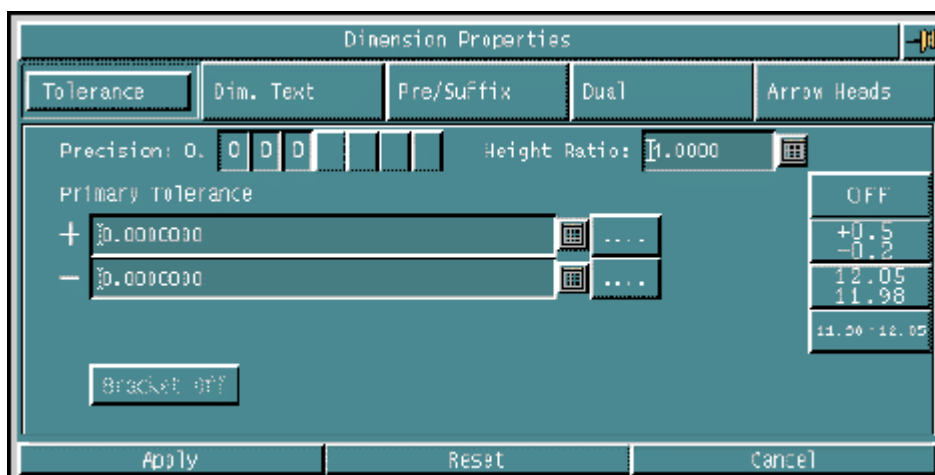 Dimension Properties
Tolerance Dim. Text Pre/Suffix Dual Arrow Heads
Precision: 0. 0 0 0 Height Ratio: 1.0000
Primary Tolerance OFF
+ 0.0000000 .... +0.5
-0.2
- 0.0000000 .... 12.05
11.98
11.98-12.05
Bracket Off
Apply Reset Cancel